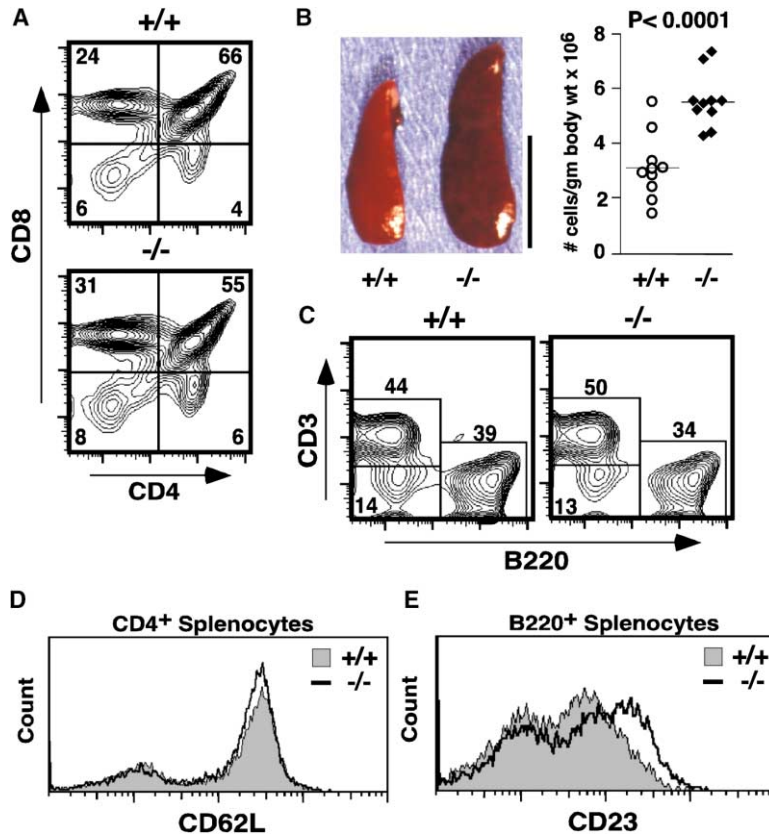 A
+/+
24 66
6 4
CD8
-/-
31 55
8 6
CD4
B
+/+ -/-
P< 0.0001
# cells/gm body wt x 10⁶
8
6
4
2
0
+/+ -/-
C
+/+ -/-
CD3
44
39
14
50
34
13
B220
D
CD4⁺ Splenocytes
+/+
-/-
Count
CD62L
E
B220⁺ Splenocytes
+/+
-/-
Count
CD23